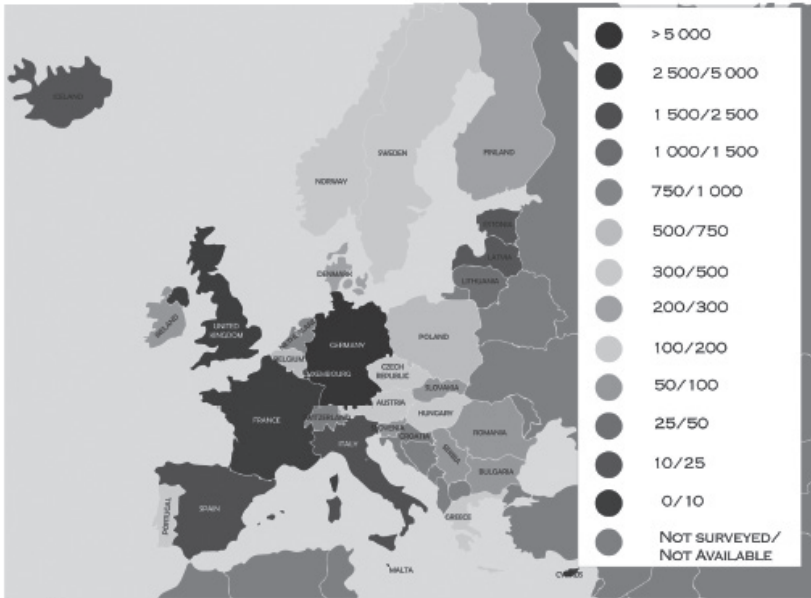 > 5 000
2 500/5 000
1 500/2 500
1 000/1 500
750/1 000
500/750
300/500
200/300
100/200
50/100
25/50
10/25
0/10
NOT SURVEYED/
NOT AVAILABLE
ICELAND
SWEDEN
FINLAND
NORWAY
ESTONIA
LATVIA
LITHUANIA
DENMARK
IRELAND
UNITED
KINGDOM
NETHERLANDS
BELGIUM
GERMANY
POLAND
LUXEMBOURG
CZECH
REPUBLIC
SLOVAKIA
AUSTRIA
HUNGARY
FRANCE
SWITZERLAND
SLOVENIA
CROATIA
ROMANIA
ITALY
SERBIA
BULGARIA
PORTUGAL
SPAIN
GREECE
MALTA
CYPRUS